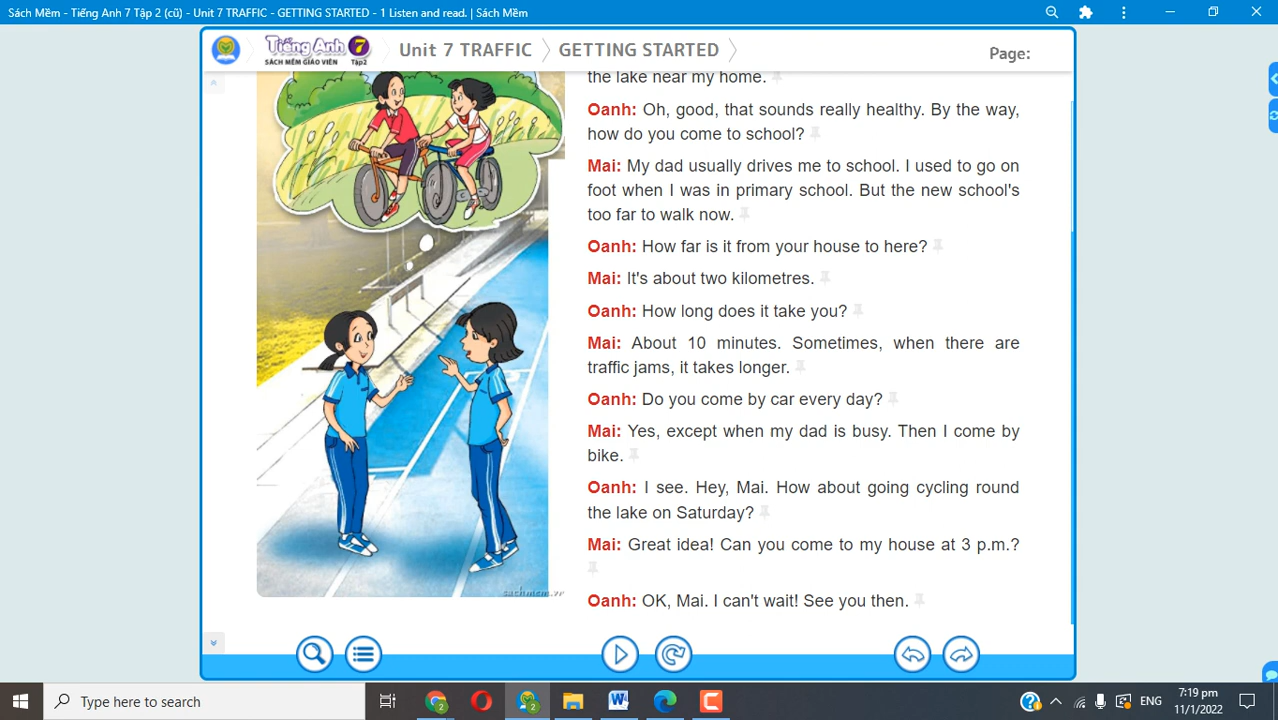 Sách Mềm - Tiếng Anh 7 Tập 2 (cũ) - Unit 7 TRAFFIC - GETTING STARTED - 1 Listen and read. | Sách Mềm
Tiếng Anh 7
SÁCH MỀM GIÁO VIÊN Tập2
Unit 7 TRAFFIC
GETTING STARTED
Page:
the lake near my home.
Oanh: Oh, good, that sounds really healthy. By the way,
how do you come to school?
Mai: My dad usually drives me to school. I used to go on
foot when I was in primary school. But the new school's
too far to walk now.
Oanh: How far is it from your house to here?
Mai: It's about two kilometres.
Oanh: How long does it take you?
Mai: About 10 minutes. Sometimes, when there are
traffic jams, it takes longer.
Oanh: Do you come by car every day?
Mai: Yes, except when my dad is busy. Then I come by
bike.
Oanh: I see. Hey, Mai. How about going cycling round
the lake on Saturday?
Mai: Great idea! Can you come to my house at 3 p.m.?
Oanh: OK, Mai. I can't wait! See you then.
sachmem.vn
Type here to search
2
2
ENG
7:19 pm
11/1/2022